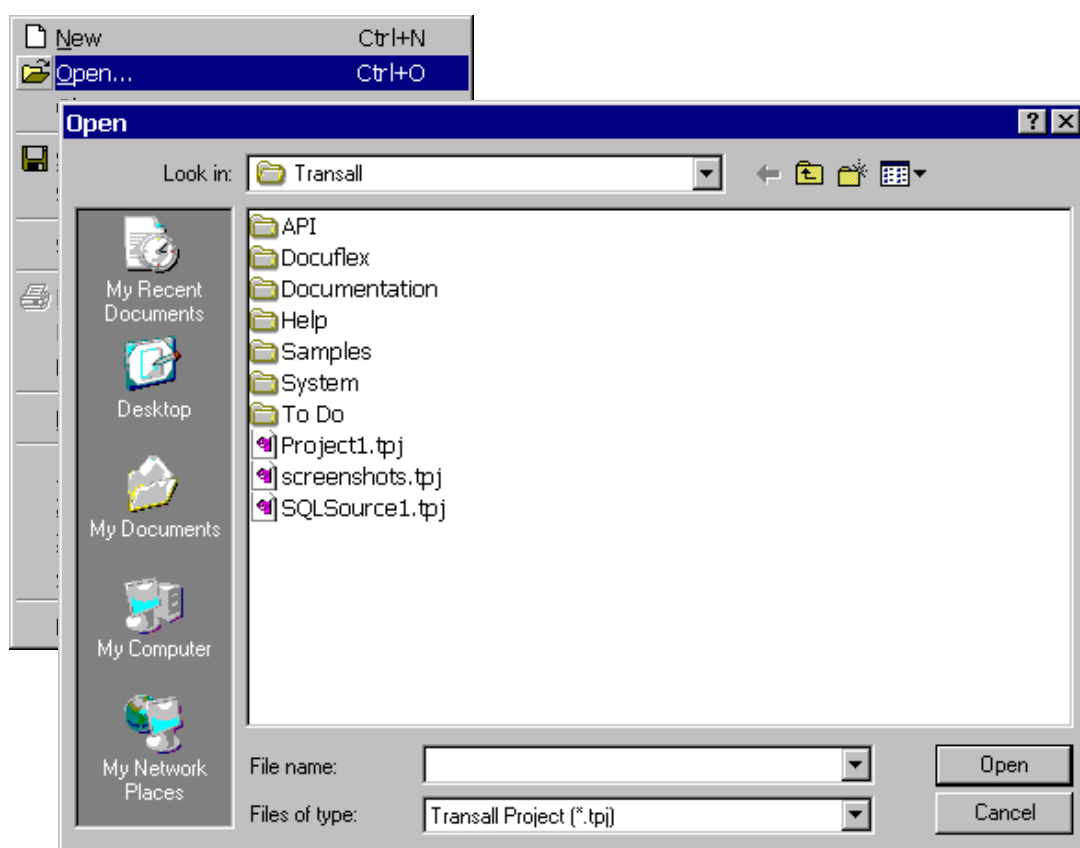 New Ctrl+N
Open... Ctrl+O
Open
Look in: Transall
My Recent
Documents
Desktop
My Documents
My Computer
My Network
Places
API
Docuflex
Documentation
Help
Samples
System
To Do
Project1.tpj
screenshots.tpj
SQLSource1.tpj
File name:
Open
Files of type: Transall Project (*.tpj)
Cancel